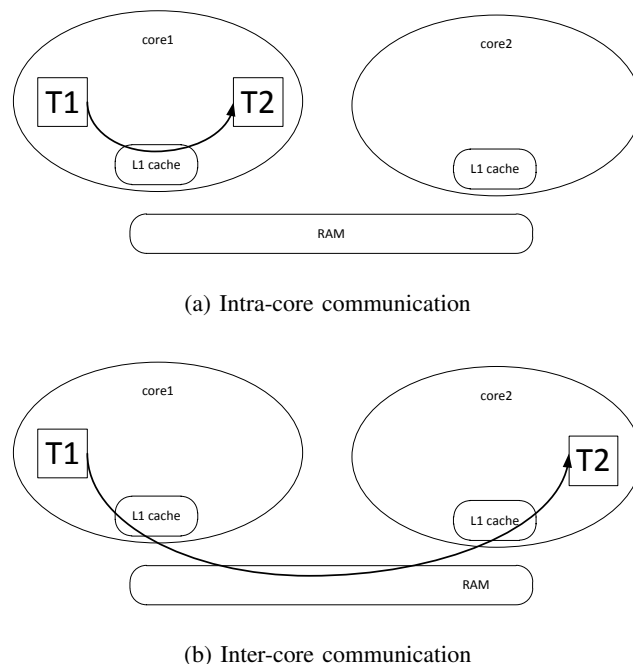 core1
core2
T1
T2
L1 cache
L1 cache
RAM
(a) Intra-core communication
core1
core2
T1
T2
L1 cache
L1 cache
RAM
(b) Inter-core communication